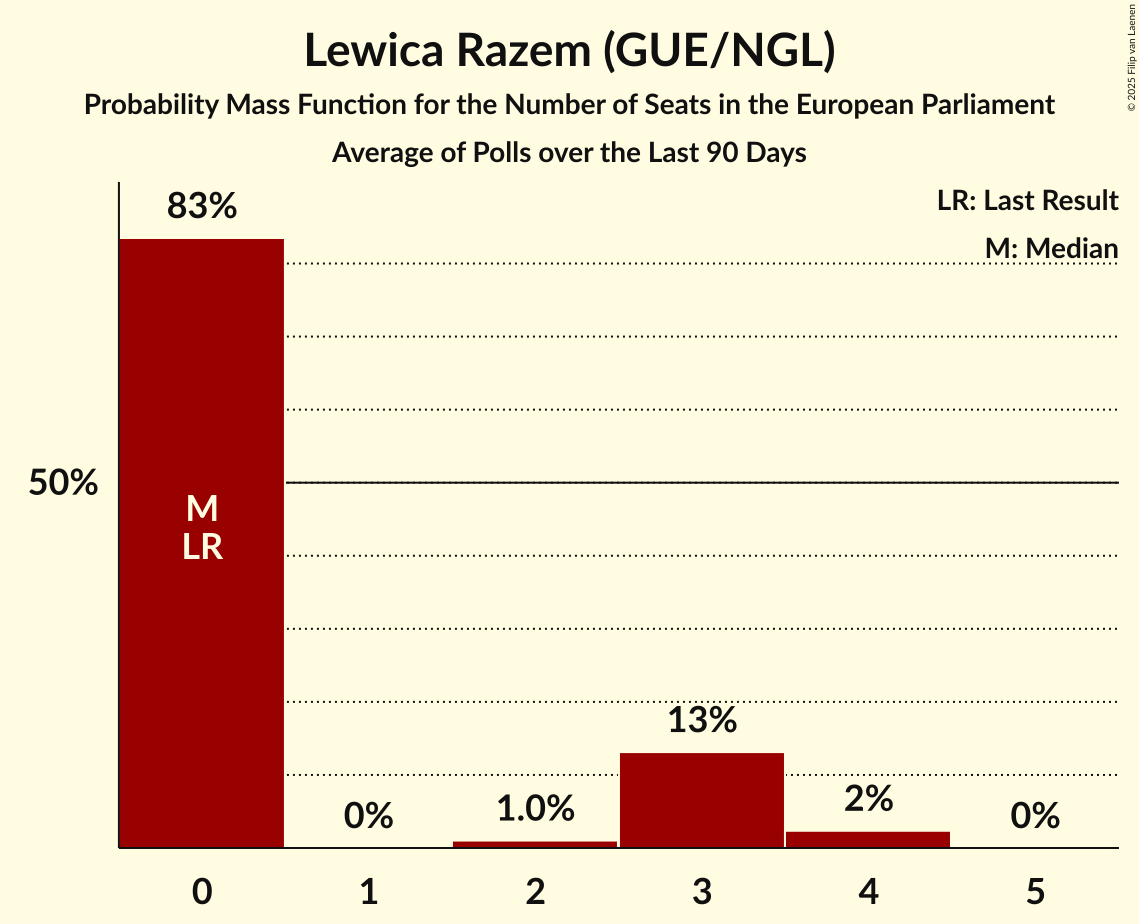 Lewica Razem (GUE/NGL)
Probability Mass Function for the Number of Seats in the European Parliament
Average of Polls over the Last 90 Days
© 2025 Filip van Laenen
LR: Last Result
M: Median
83%
50%
M
LR
0%
1.0%
13%
2%
0%
0 1 2 3 4 5